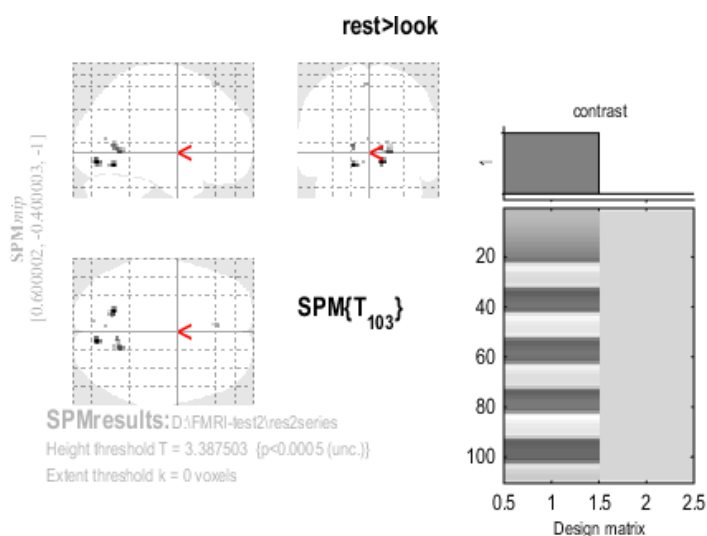 rest>look
SPMmip
[0.600002, -0.400003, -1]
<
<
<
SPM{T103}
SPMresults: D:\FMRI-test2\res2series
Height threshold T = 3.387503 {p<0.0005 (unc.)}
Extent threshold k = 0 voxels
contrast
1
20
40
60
80
100
0.5 1 1.5 2 2.5
Design matrix